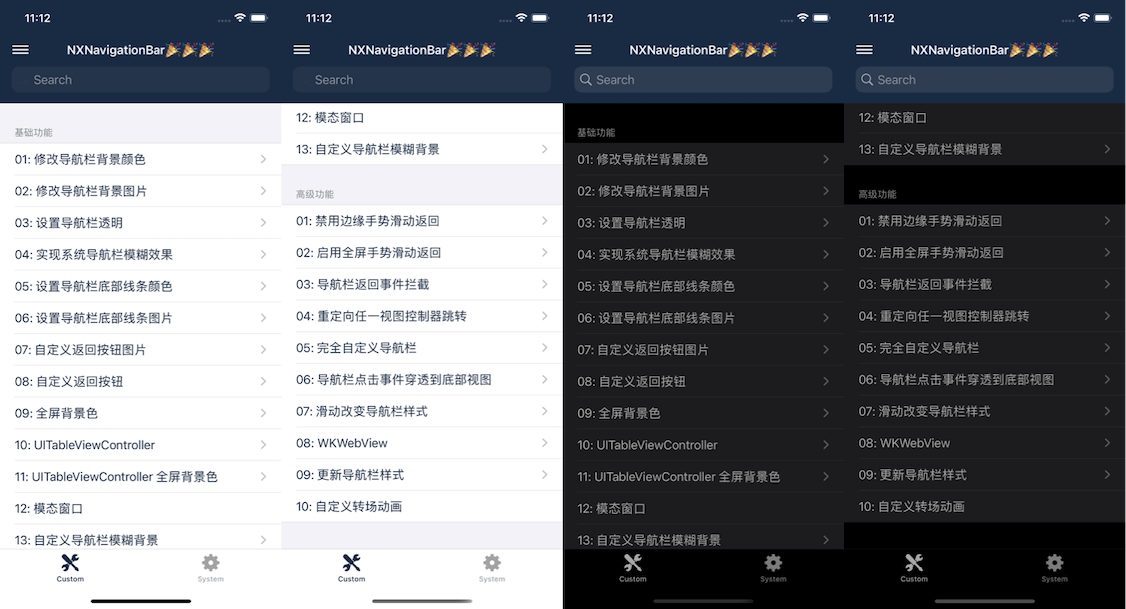 11:12
NXNavigationBar🎉🎉🎉
Search
基础功能
01: 修改导航栏背景颜色
02: 修改导航栏背景图片
03: 设置导航栏透明
04: 实现系统导航栏模糊效果
05: 设置导航栏底部线条颜色
06: 设置导航栏底部线条图片
07: 自定义返回按钮图片
08: 自定义返回按钮
09: 全屏背景色
10: UITableViewController
11: UITableViewController 全屏背景色
12: 模态窗口
13: 自定义导航栏模糊背景
Custom
System
11:12
NXNavigationBar🎉🎉🎉
Search
12: 模态窗口
13: 自定义导航栏模糊背景
高级功能
01: 禁用边缘手势滑动返回
02: 启用全屏手势滑动返回
03: 导航栏返回事件拦截
04: 重定向任一视图控制器跳转
05: 完全自定义导航栏
06: 导航栏点击事件穿透到底部视图
07: 滑动改变导航栏样式
08: WKWebView
09: 更新导航栏样式
10: 自定义转场动画
Custom
System
11:12
NXNavigationBar🎉🎉🎉
Search
基础功能
01: 修改导航栏背景颜色
02: 修改导航栏背景图片
03: 设置导航栏透明
04: 实现系统导航栏模糊效果
05: 设置导航栏底部线条颜色
06: 设置导航栏底部线条图片
07: 自定义返回按钮图片
08: 自定义返回按钮
09: 全屏背景色
10: UITableViewController
11: UITableViewController 全屏背景色
12: 模态窗口
13: 自定义导航栏模糊背景
Custom
System
11:12
NXNavigationBar🎉🎉🎉
Search
12: 模态窗口
13: 自定义导航栏模糊背景
高级功能
01: 禁用边缘手势滑动返回
02: 启用全屏手势滑动返回
03: 导航栏返回事件拦截
04: 重定向任一视图控制器跳转
05: 完全自定义导航栏
06: 导航栏点击事件穿透到底部视图
07: 滑动改变导航栏样式
08: WKWebView
09: 更新导航栏样式
10: 自定义转场动画
Custom
System